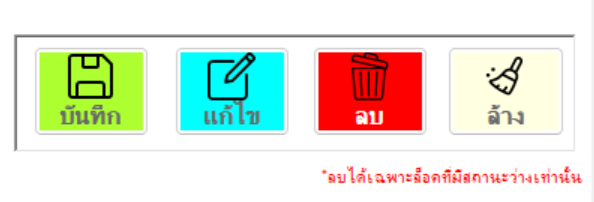 บันทึก แก้ไข ลบ ล้าง
*ลบได้เฉพาะล็อคที่มีสถานะว่างเท่านั้น